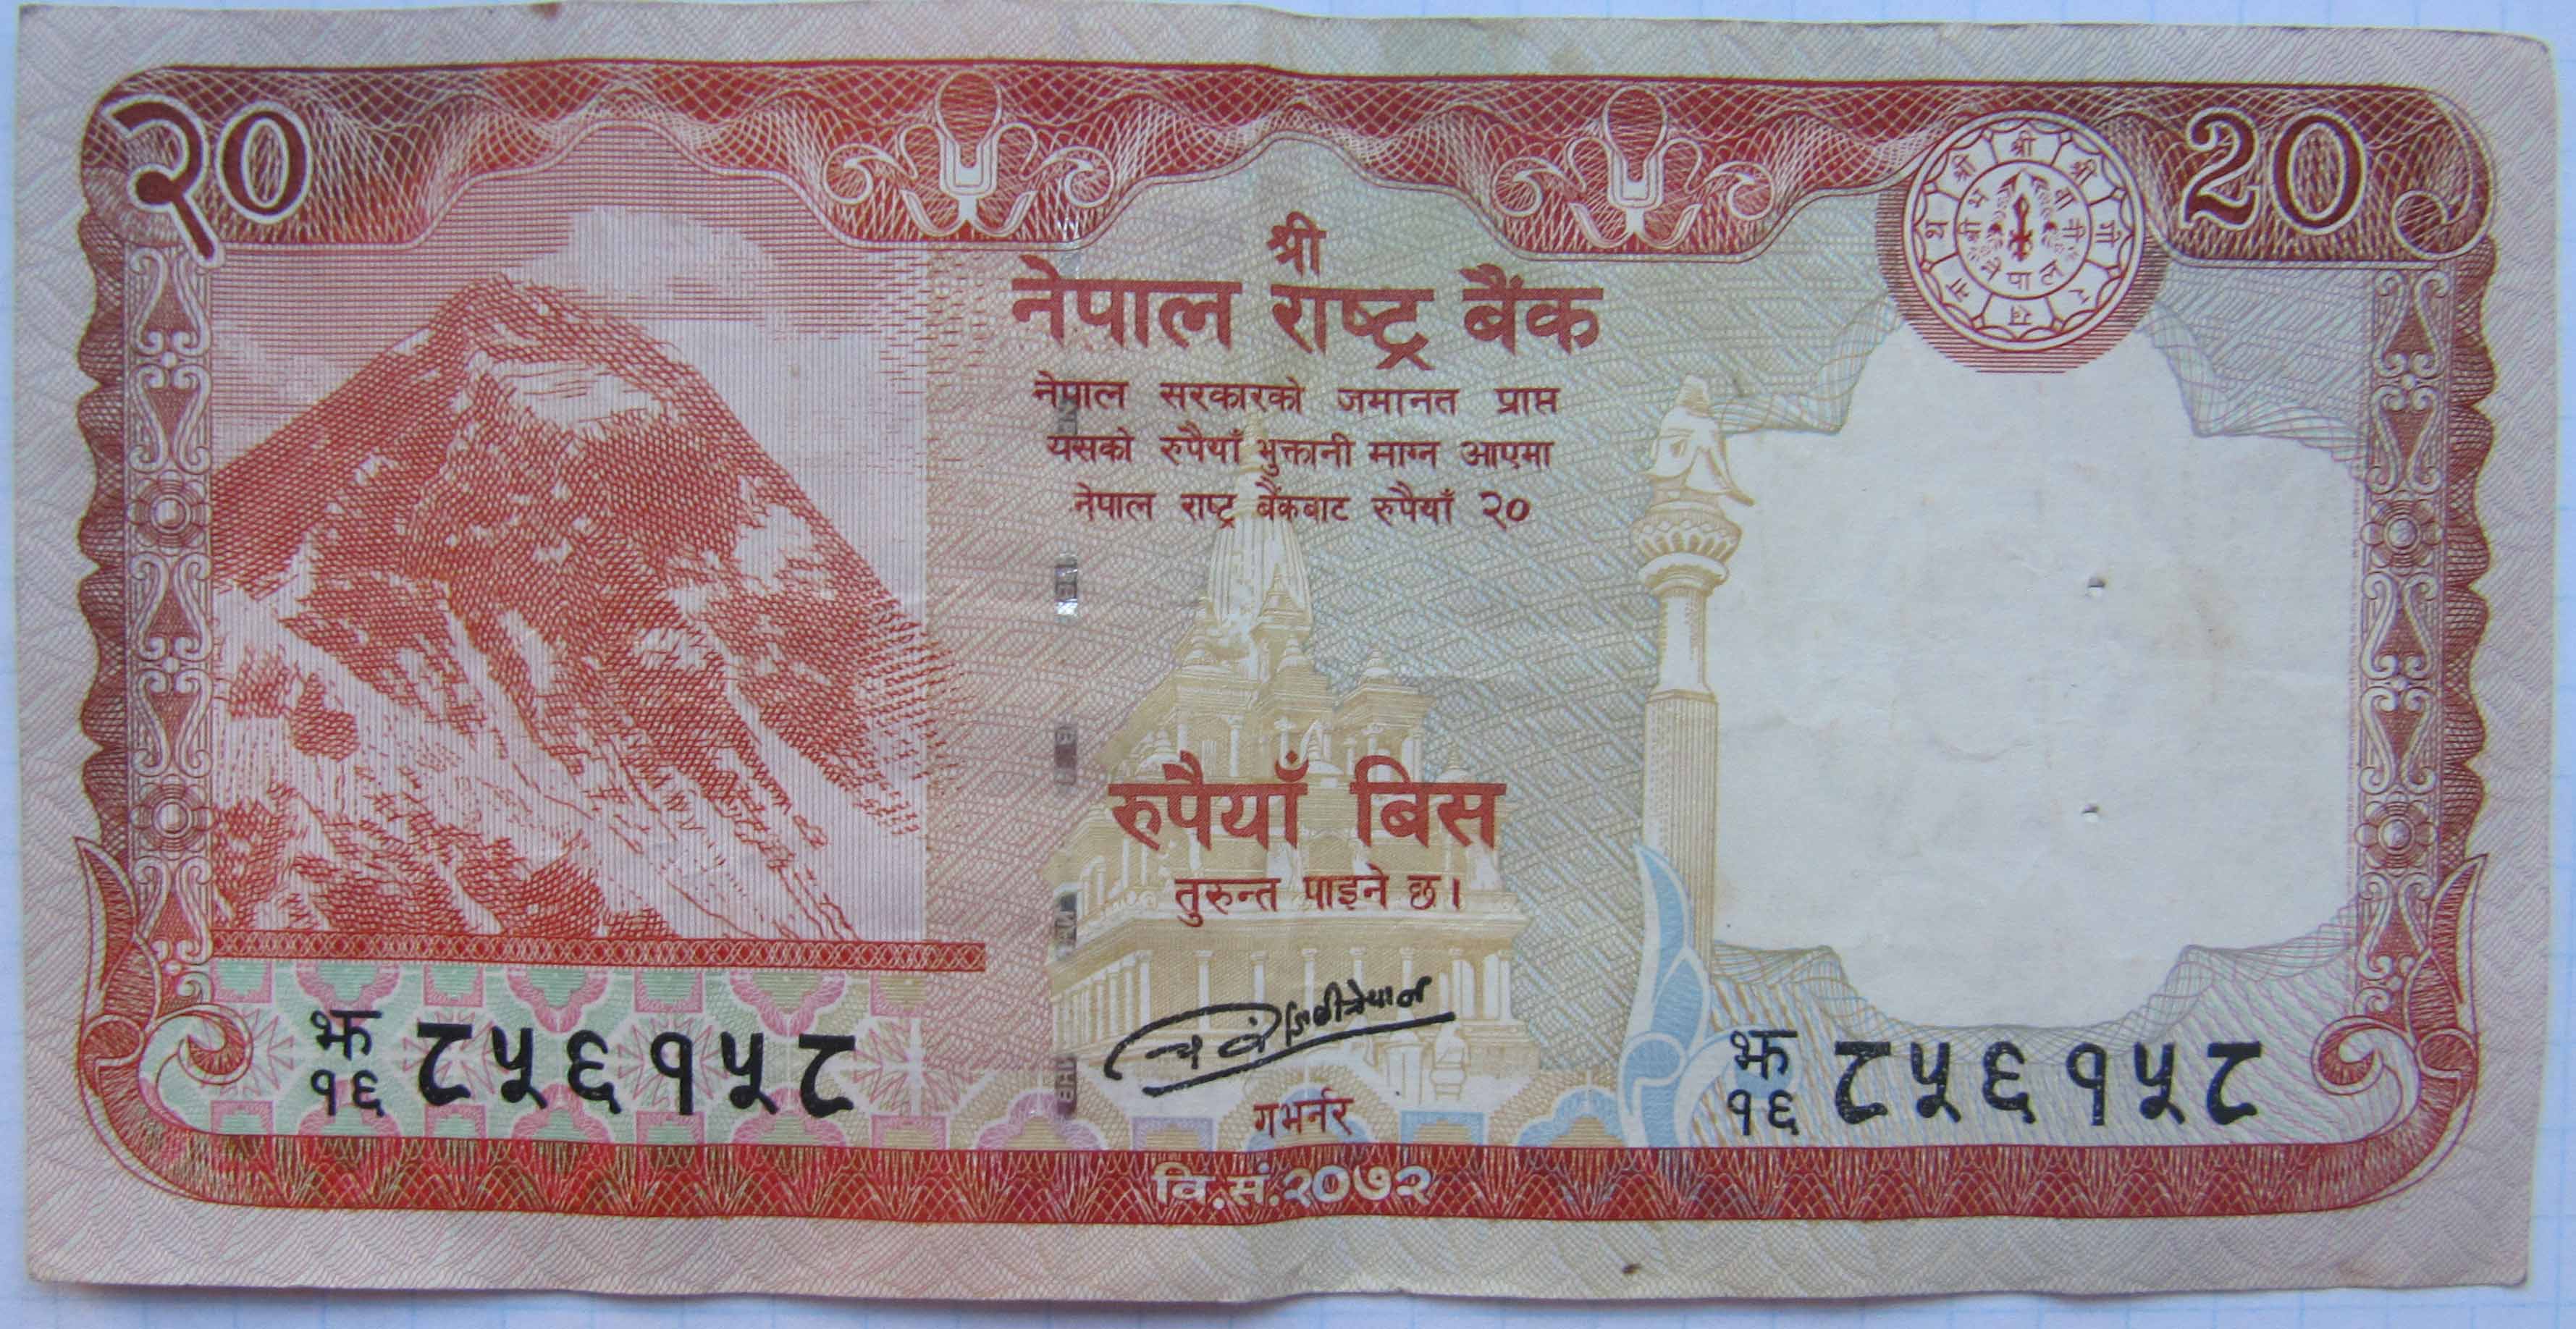 २०
20
श्री
नेपाल राष्ट्र बैंक
नेपाल सरकारको जमानत प्राप्त
यसको रुपैयाँ भुक्तानी माग्न आएमा
नेपाल राष्ट्र बैंकबाट रुपैयाँ २०
रुपैयाँ बिस
तुरुन्त पाइने छ।
झ
१६ ८५६१५८
गभर्नर
झ
१६ ८५६१५८
वि.सं.२०७२